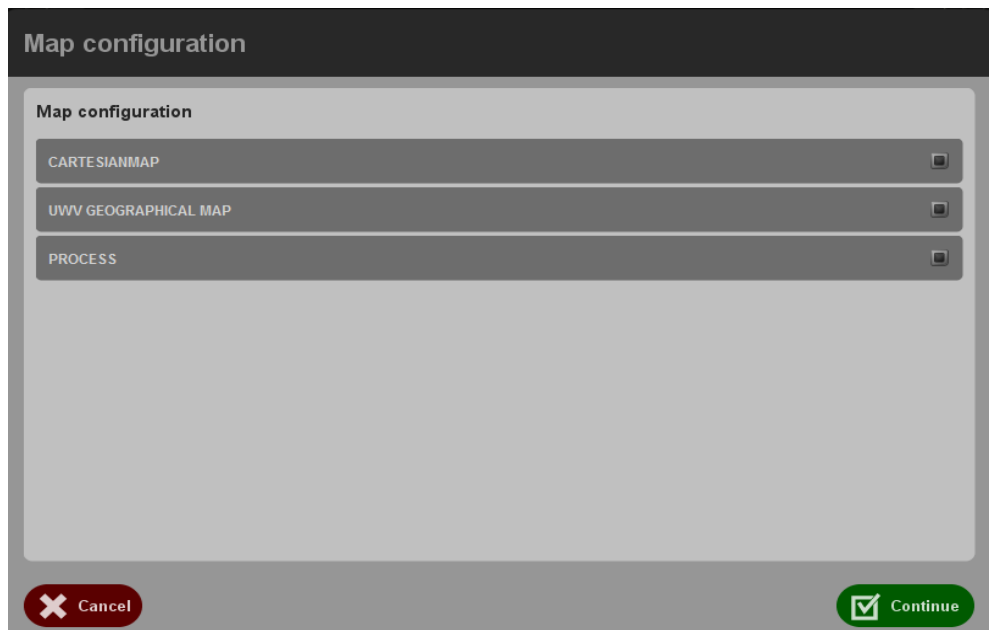 Map configuration
Map configuration
CARTESIANMAP
UWV GEOGRAPHICAL MAP
PROCESS
Cancel
Continue